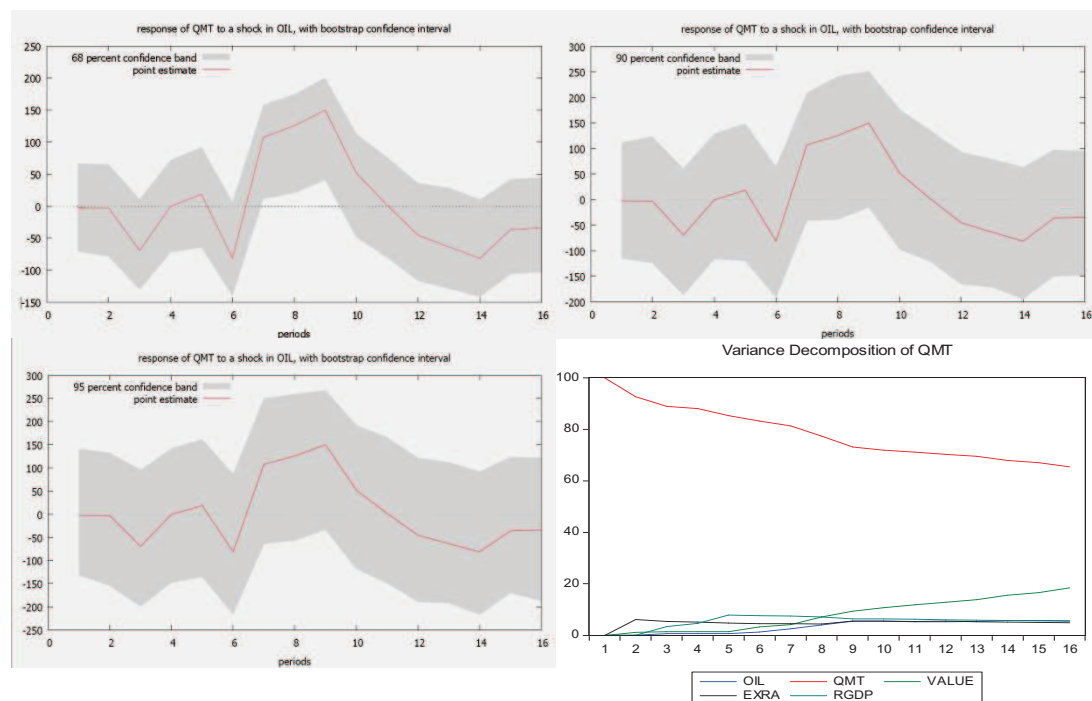 response of QMT to a shock in OIL, with bootstrap confidence interval
68 percent confidence band
point estimate
250
200
150
100
50
0
-50
-100
-150
0 2 4 6 8 10 12 14 16
periods
response of QMT to a shock in OIL, with bootstrap confidence interval
90 percent confidence band
point estimate
300
250
200
150
100
50
0
-50
-100
-150
-200
0 2 4 6 8 10 12 14 16
periods
response of QMT to a shock in OIL, with bootstrap confidence interval
95 percent confidence band
point estimate
300
250
200
150
100
50
0
-50
-100
-150
-200
-250
0 2 4 6 8 10 12 14 16
periods
Variance Decomposition of QMT
100
80
60
40
20
0
1 2 3 4 5 6 7 8 9 10 11 12 13 14 15 16
OIL QMT VALUE
EXRA RGDP